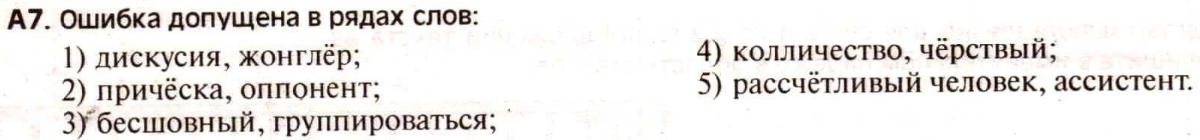 А7. Ошибка допущена в рядах слов:
1) дискусия, жонглёр;
2) причёска, оппонент;
3) бесшовный, группироваться;
4) колличество, чёрствый;
5) рассчётливый человек, ассистент.